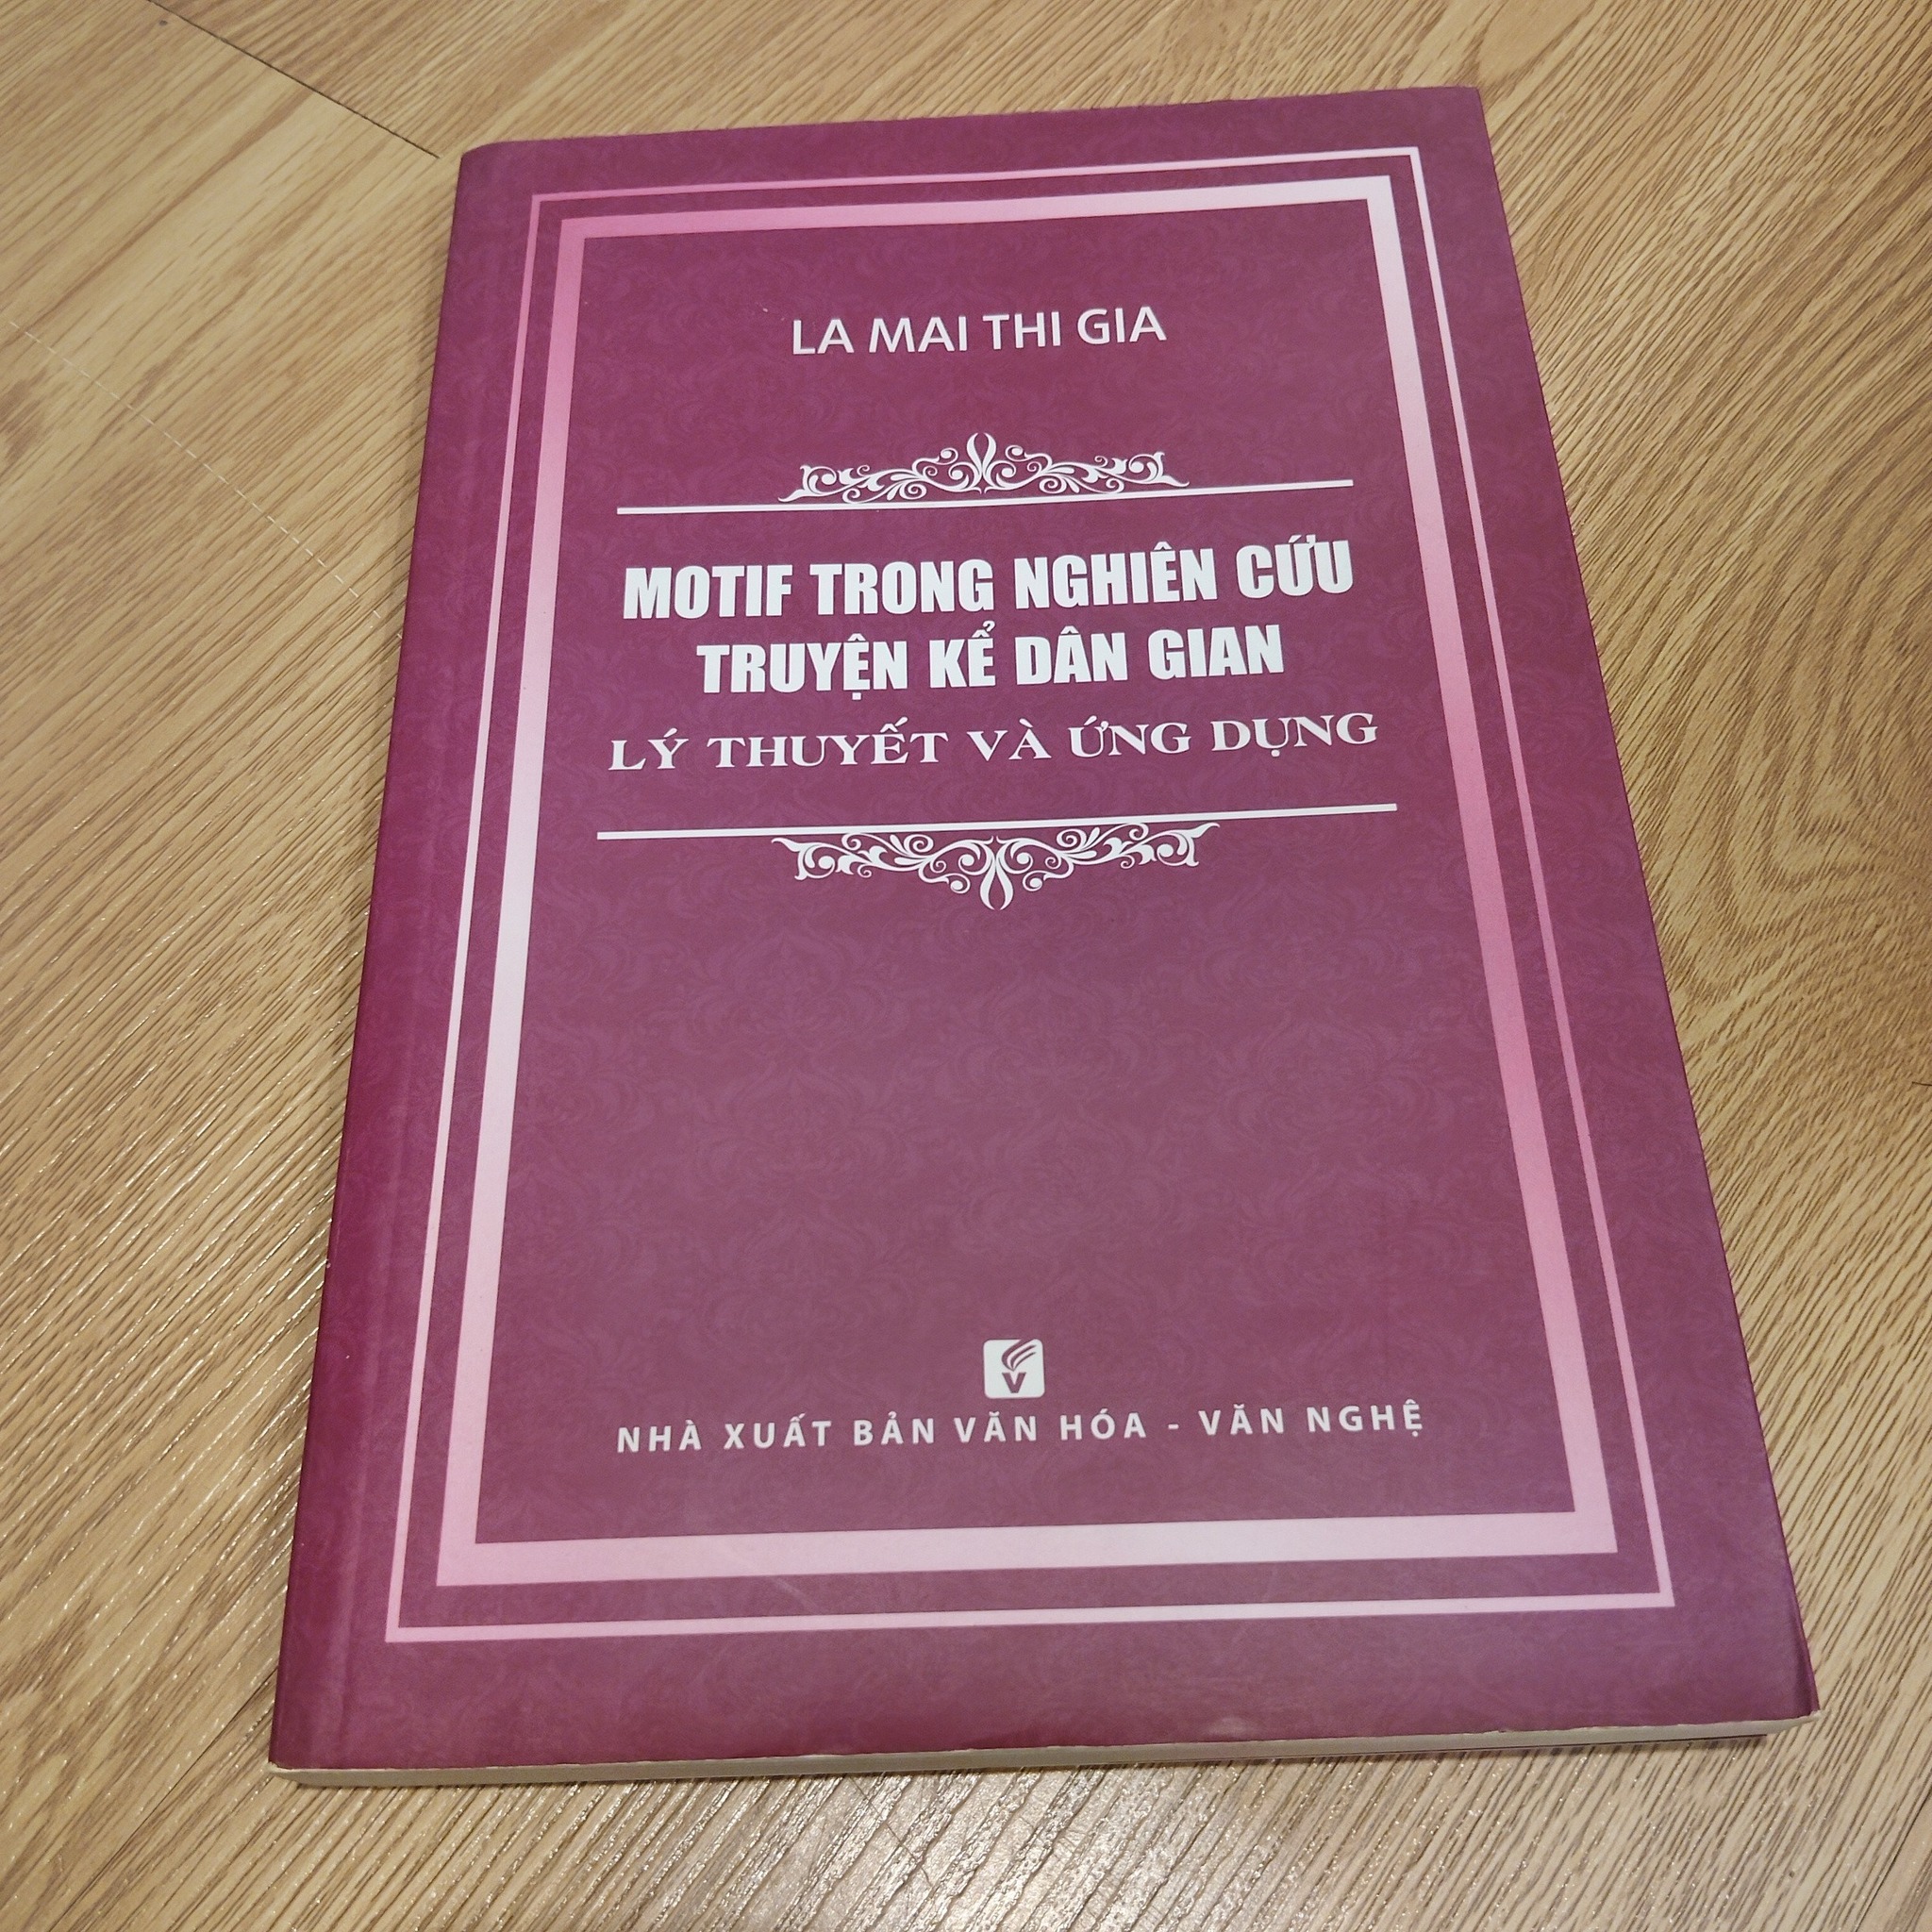 LA MAI THI GIA
MOTIF TRONG NGHIÊN CỨU
TRUYỆN KỂ DÂN GIAN
LÝ THUYẾT VÀ ỨNG DỤNG
V
NHÀ XUẤT BẢN VĂN HÓA - VĂN NGHỆ